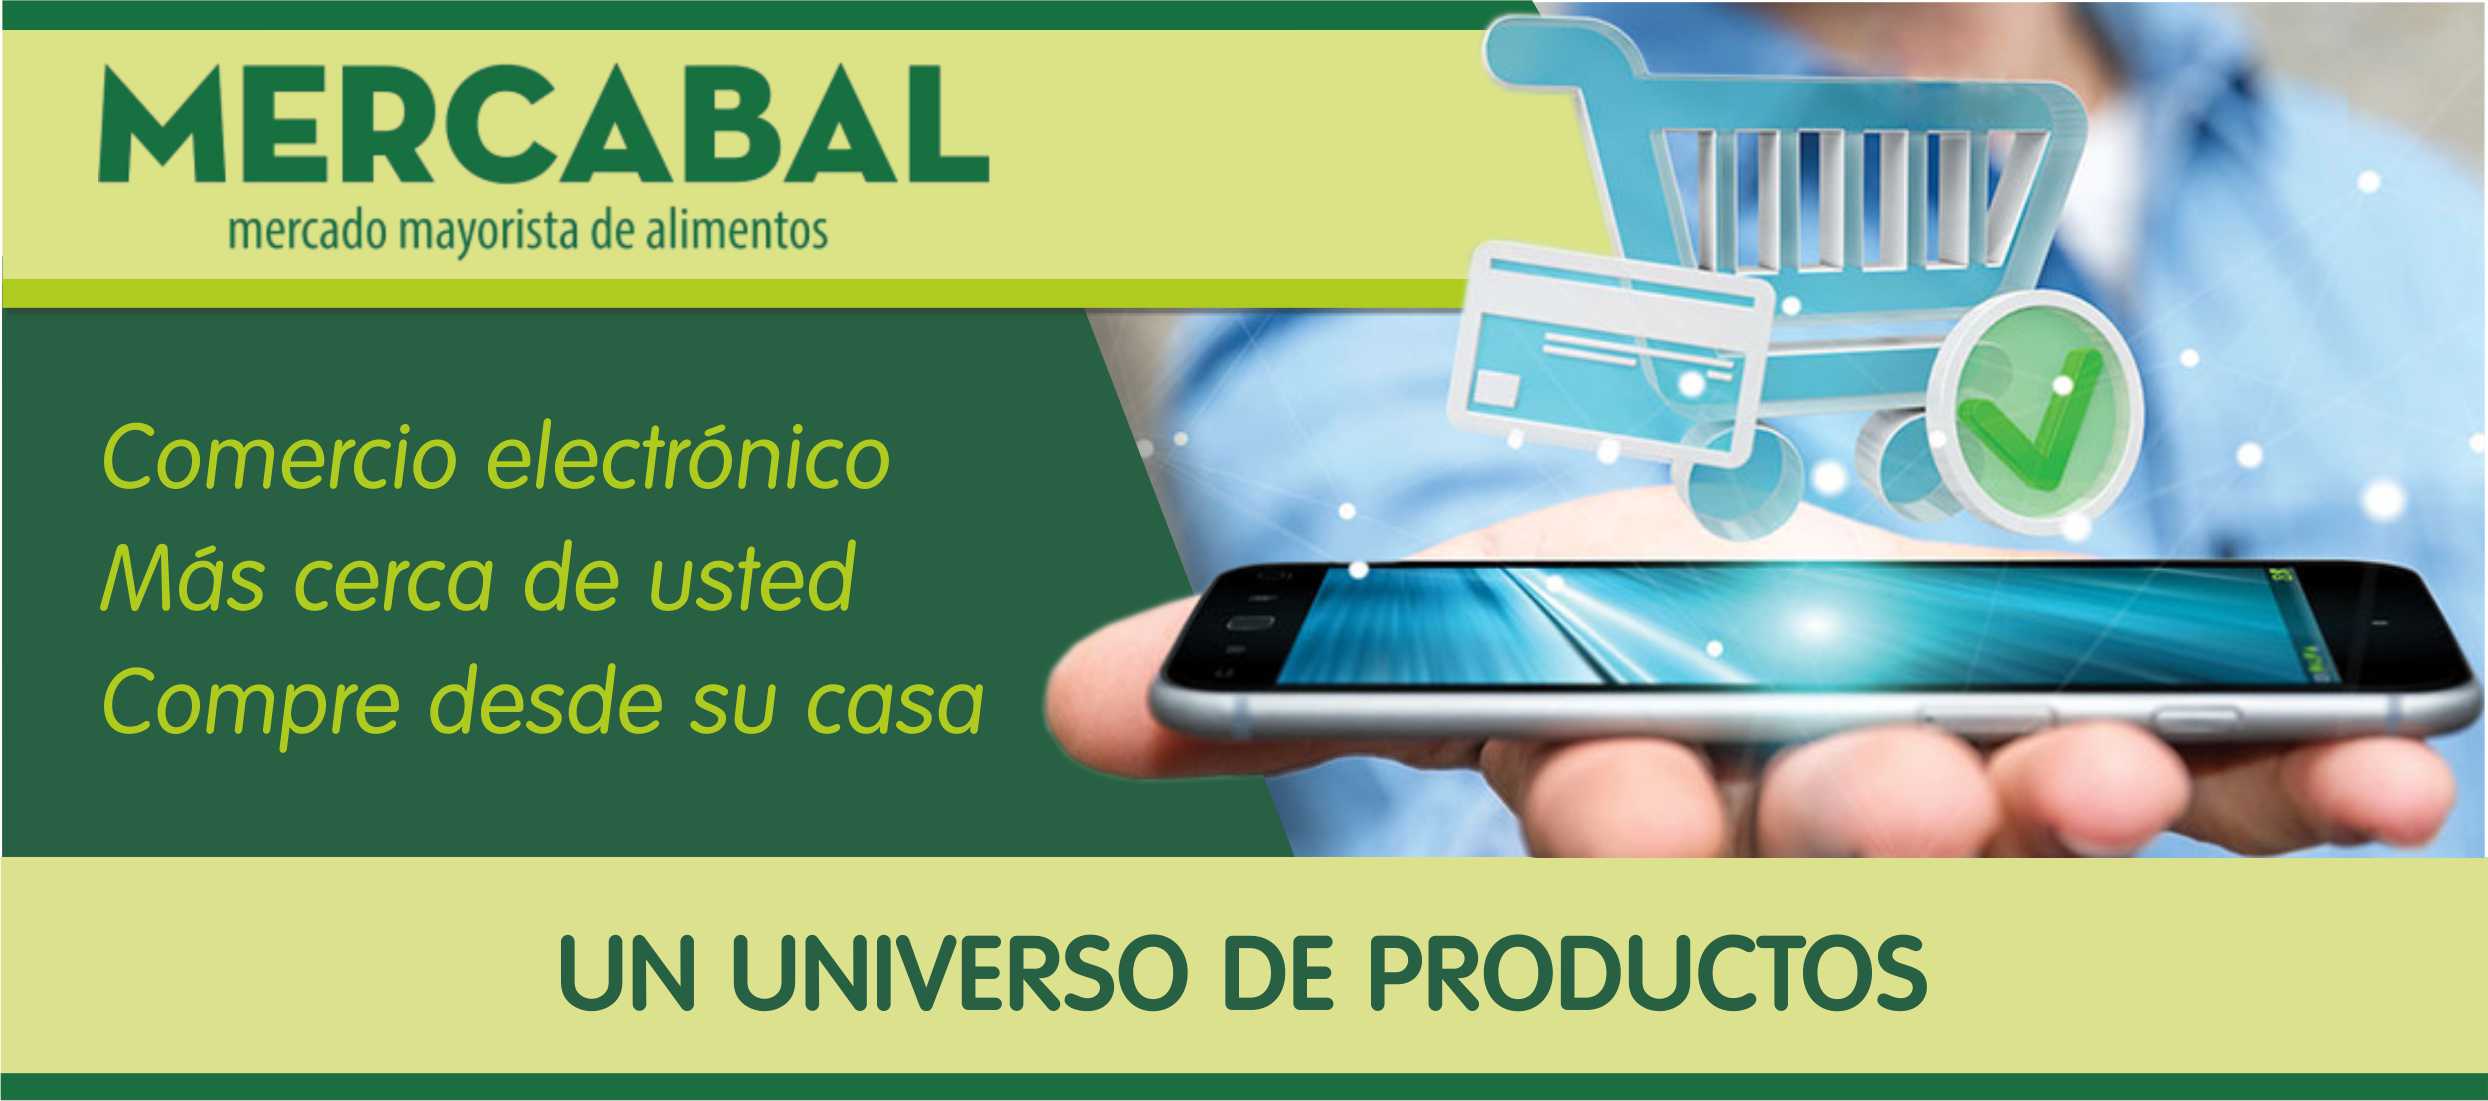 MERCABAL
mercado mayorista de alimentos
Comercio electrónico
Más cerca de usted
Compre desde su casa
UN UNIVERSO DE PRODUCTOS